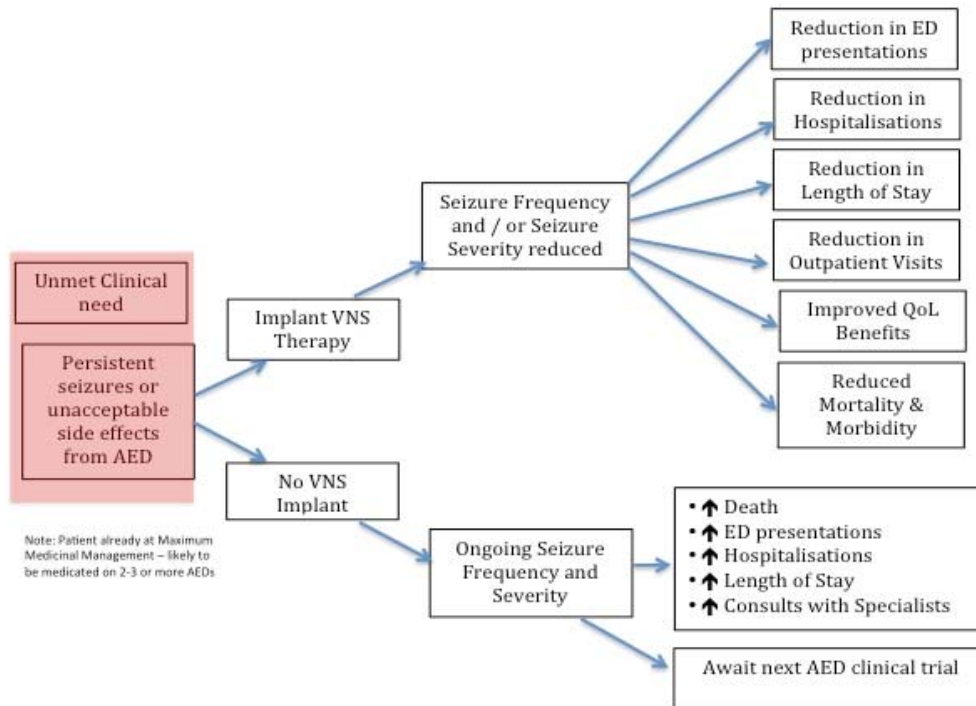 Unmet Clinical
need
Persistent
seizures or
unacceptable
side effects
from AED
Note: Patient already at Maximum
Medicinal Management – likely to
be medicated on 2-3 or more AEDs
Implant VNS
Therapy
No VNS
Implant
Seizure Frequency
and / or Seizure
Severity reduced
Ongoing Seizure
Frequency and
Severity
Reduction in ED
presentations
Reduction in
Hospitalisations
Reduction in
Length of Stay
Reduction in
Outpatient Visits
Improved QoL
Benefits
Reduced
Mortality &
Morbidity
• ↑ Death
• ↑ ED presentations
• ↑ Hospitalisations
• ↑ Length of Stay
• ↑ Consults with Specialists
Await next AED clinical trial